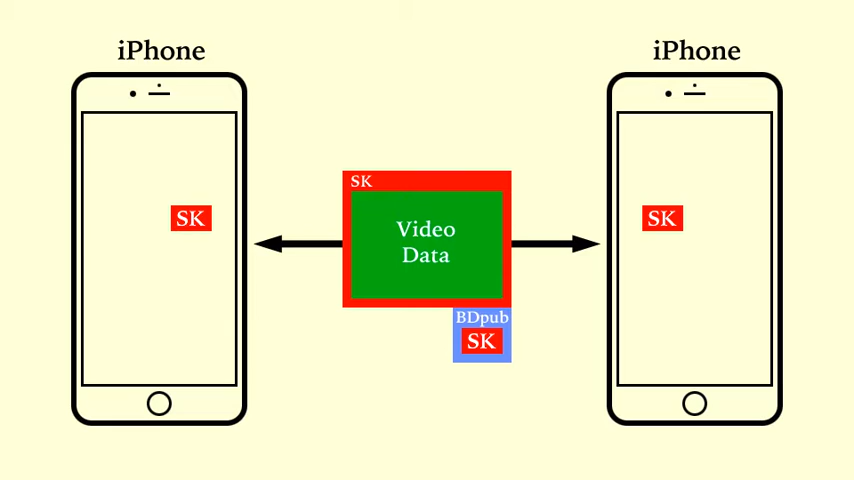 iPhone
iPhone
SK
SK
SK
Video
Data
BDpub
SK